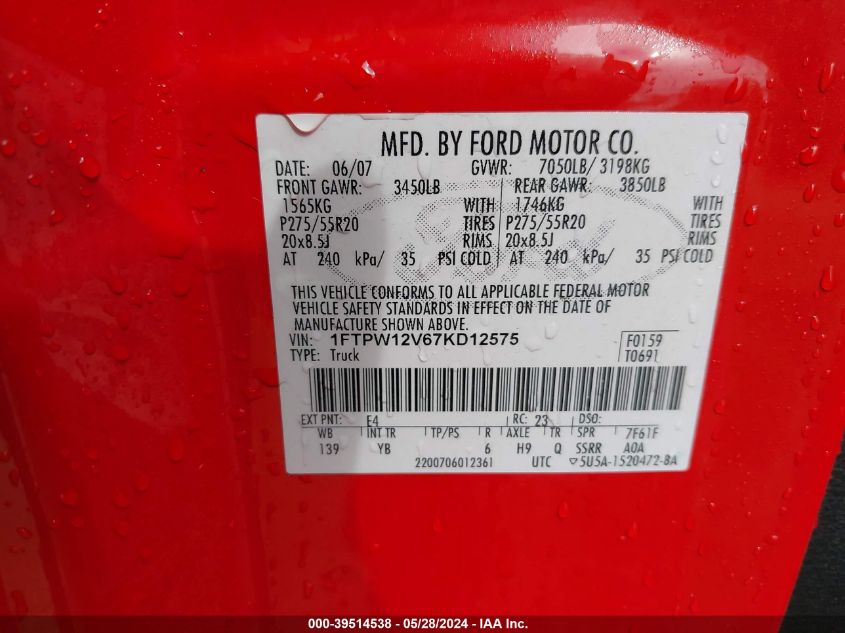 MFD. BY FORD MOTOR CO.
DATE: 06/07 GVWR: 7050LB/ 3198KG
FRONT GAWR: 3450LB REAR GAWR: 3850LB
1565KG WITH 1746KG WITH
P275/55R20 TIRES P275/55R20 TIRES
20x8.5J RIMS 20x8.5J RIMS
AT 240 kPa/ 35 PSI COLD AT 240 kPa/ 35 PSI COLD
THIS VEHICLE CONFORMS TO ALL APPLICABLE FEDERAL MOTOR
VEHICLE SAFETY STANDARDS IN EFFECT ON THE DATE OF
MANUFACTURE SHOWN ABOVE.
VIN: 1FTPW12V67KD12575 F0159
TYPE: Truck T0691
EXT PNT: E4 RC: 23 DSO:
WB INT TR TP/PS R AXLE TR SPR 7F61F
139 YB 6 H9 Q SSRR A0A
2200706012361 UTC ▽5U5A-1520472-BA
000-39514538 - 05/28/2024 - IAA Inc.